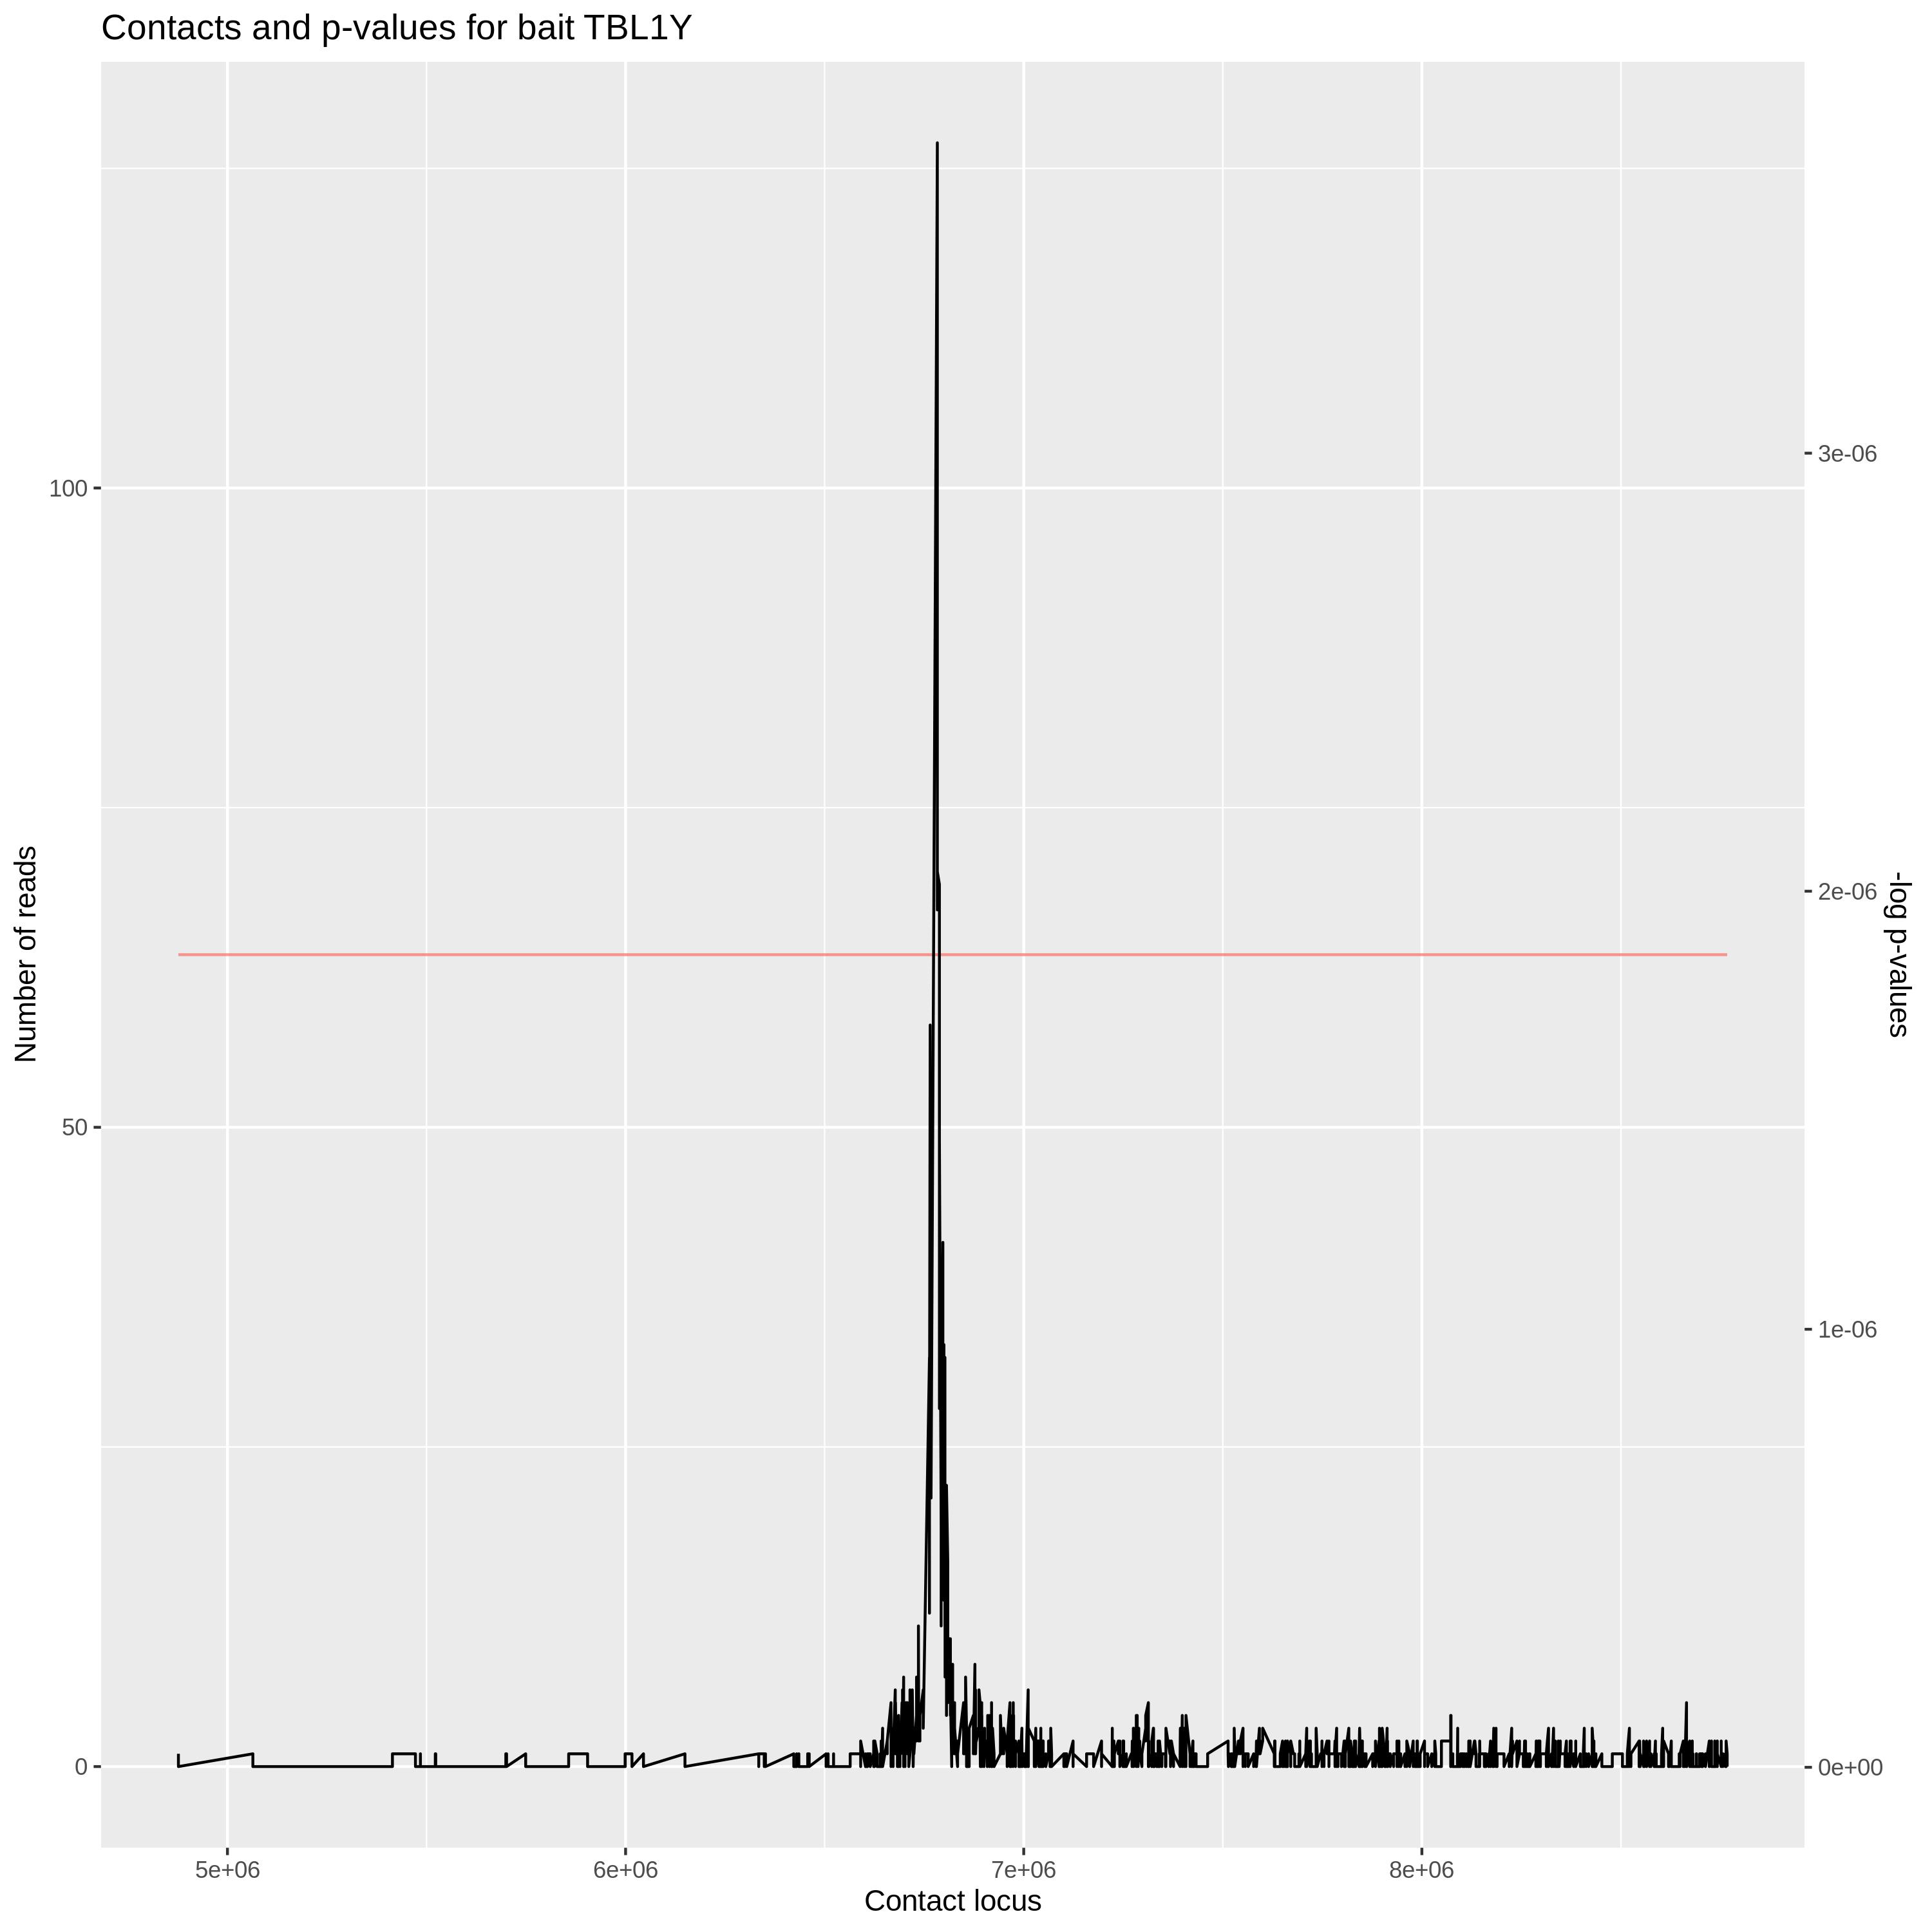 Contacts and p-values for bait TBL1Y
Number of reads
100
50
0
3e-06
2e-06
1e-06
0e+00
-log p-values
5e+06
6e+06
7e+06
8e+06
Contact locus